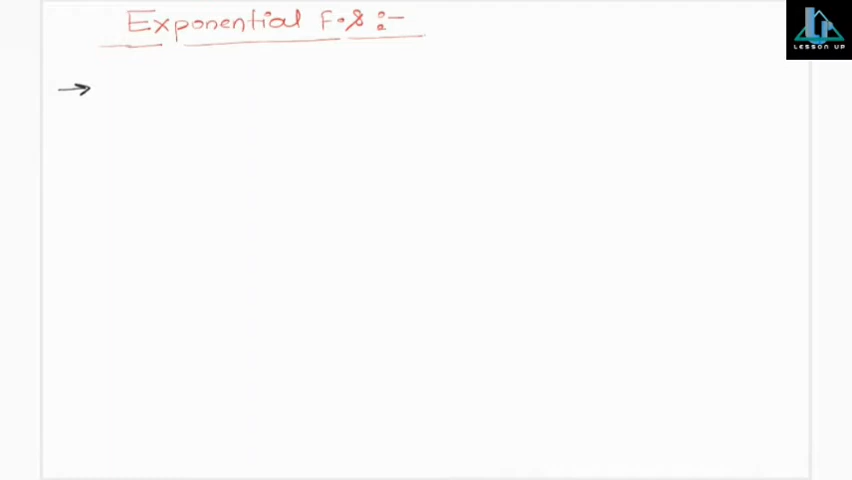 Exponential F.S :-
→
LESSON UP